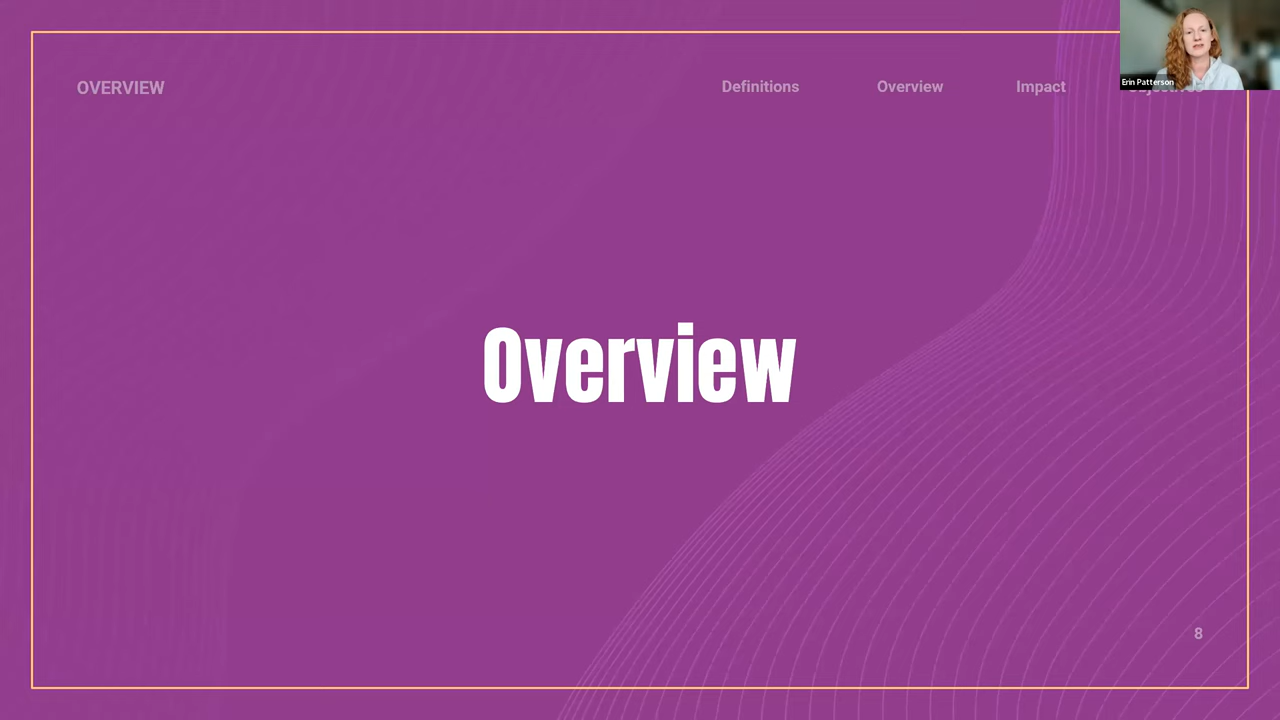 OVERVIEW
Definitions Overview Impact
Erin Patterson
Overview
8